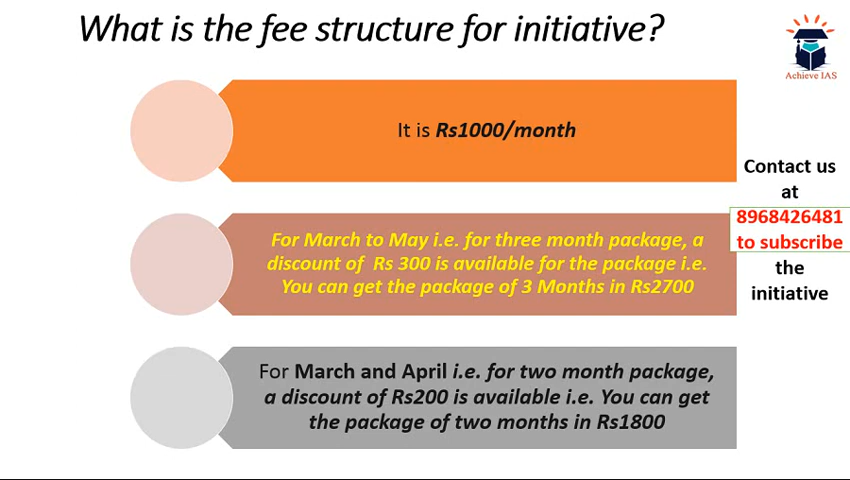 What is the fee structure for initiative?
Achieve IAS
It is Rs1000/month
For March to May i.e. for three month package, a
discount of Rs 300 is available for the package i.e.
You can get the package of 3 Months in Rs2700
For March and April i.e. for two month package,
a discount of Rs200 is available i.e. You can get
the package of two months in Rs1800
Contact us
at
8968426481
to subscribe
the
initiative